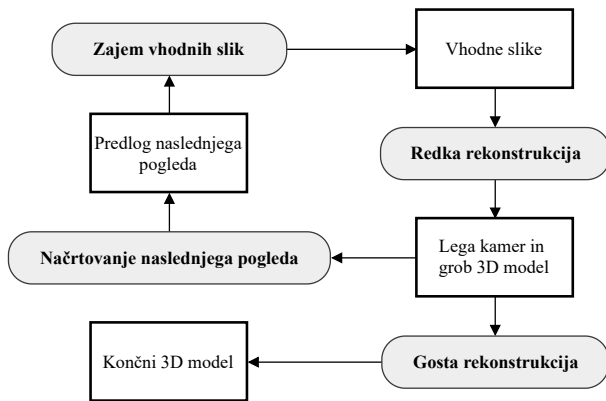 Zajem vhodnih slik
Vhodne slike
Predlog naslednjega
pogleda
Redka rekonstrukcija
Načrtovanje naslednjega pogleda
Lega kamer in
grob 3D model
Končni 3D model
Gosta rekonstrukcija